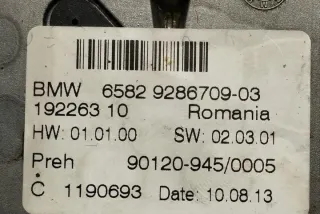 BMW 6582 9286709-03
192263 10 Romania
HW: 01.01.00 SW: 02.03.01
Preh 90120-945/0005
C 1190693 Date: 10.08.13